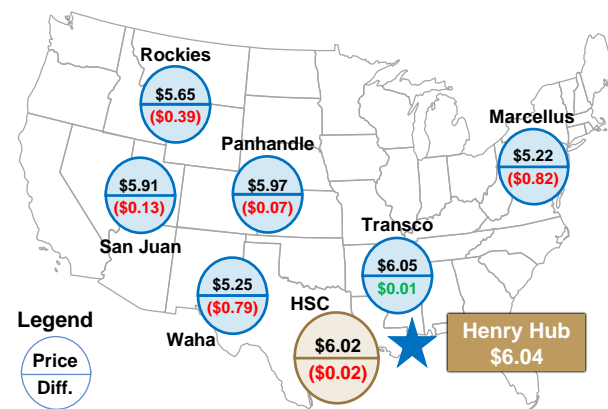 Rockies
$5.65
($0.39)
Marcellus
$5.22
($0.82)
Panhandle
$5.97
($0.07)
$5.91
($0.13)
San Juan
Transco
$6.05
$0.01
$5.25
($0.79)
Waha
HSC
$6.02
($0.02)
Henry Hub
$6.04
Legend
Price
Diff.